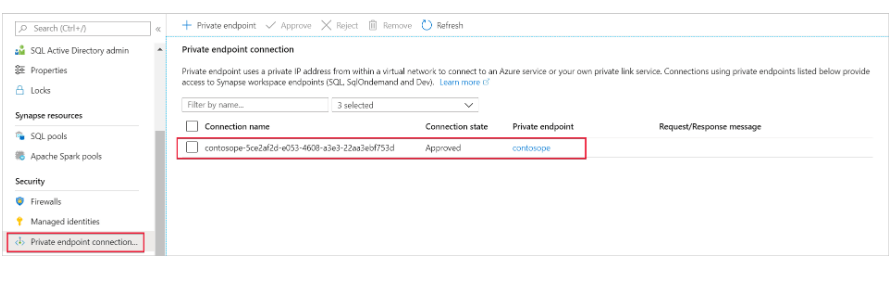 Search (Ctrl+/)
«
SQL Active Directory admin
Properties
Locks
Synapse resources
SQL pools
Apache Spark pools
Security
Firewalls
Managed identities
Private endpoint connection...
+ Private endpoint Approve Reject Remove Refresh
Private endpoint connection
Private endpoint uses a private IP address from within a virtual network to connect to an Azure service or your own private link service. Connections using private endpoints listed below provide
access to Synapse workspace endpoints (SQL, SqlOndemand and Dev). Learn more
Filter by name... 3 selected
Connection name Connection state Private endpoint Request/Response message
contosope-5ce2af2d-e053-4608-a3e3-22aa3ebf753d Approved contosope